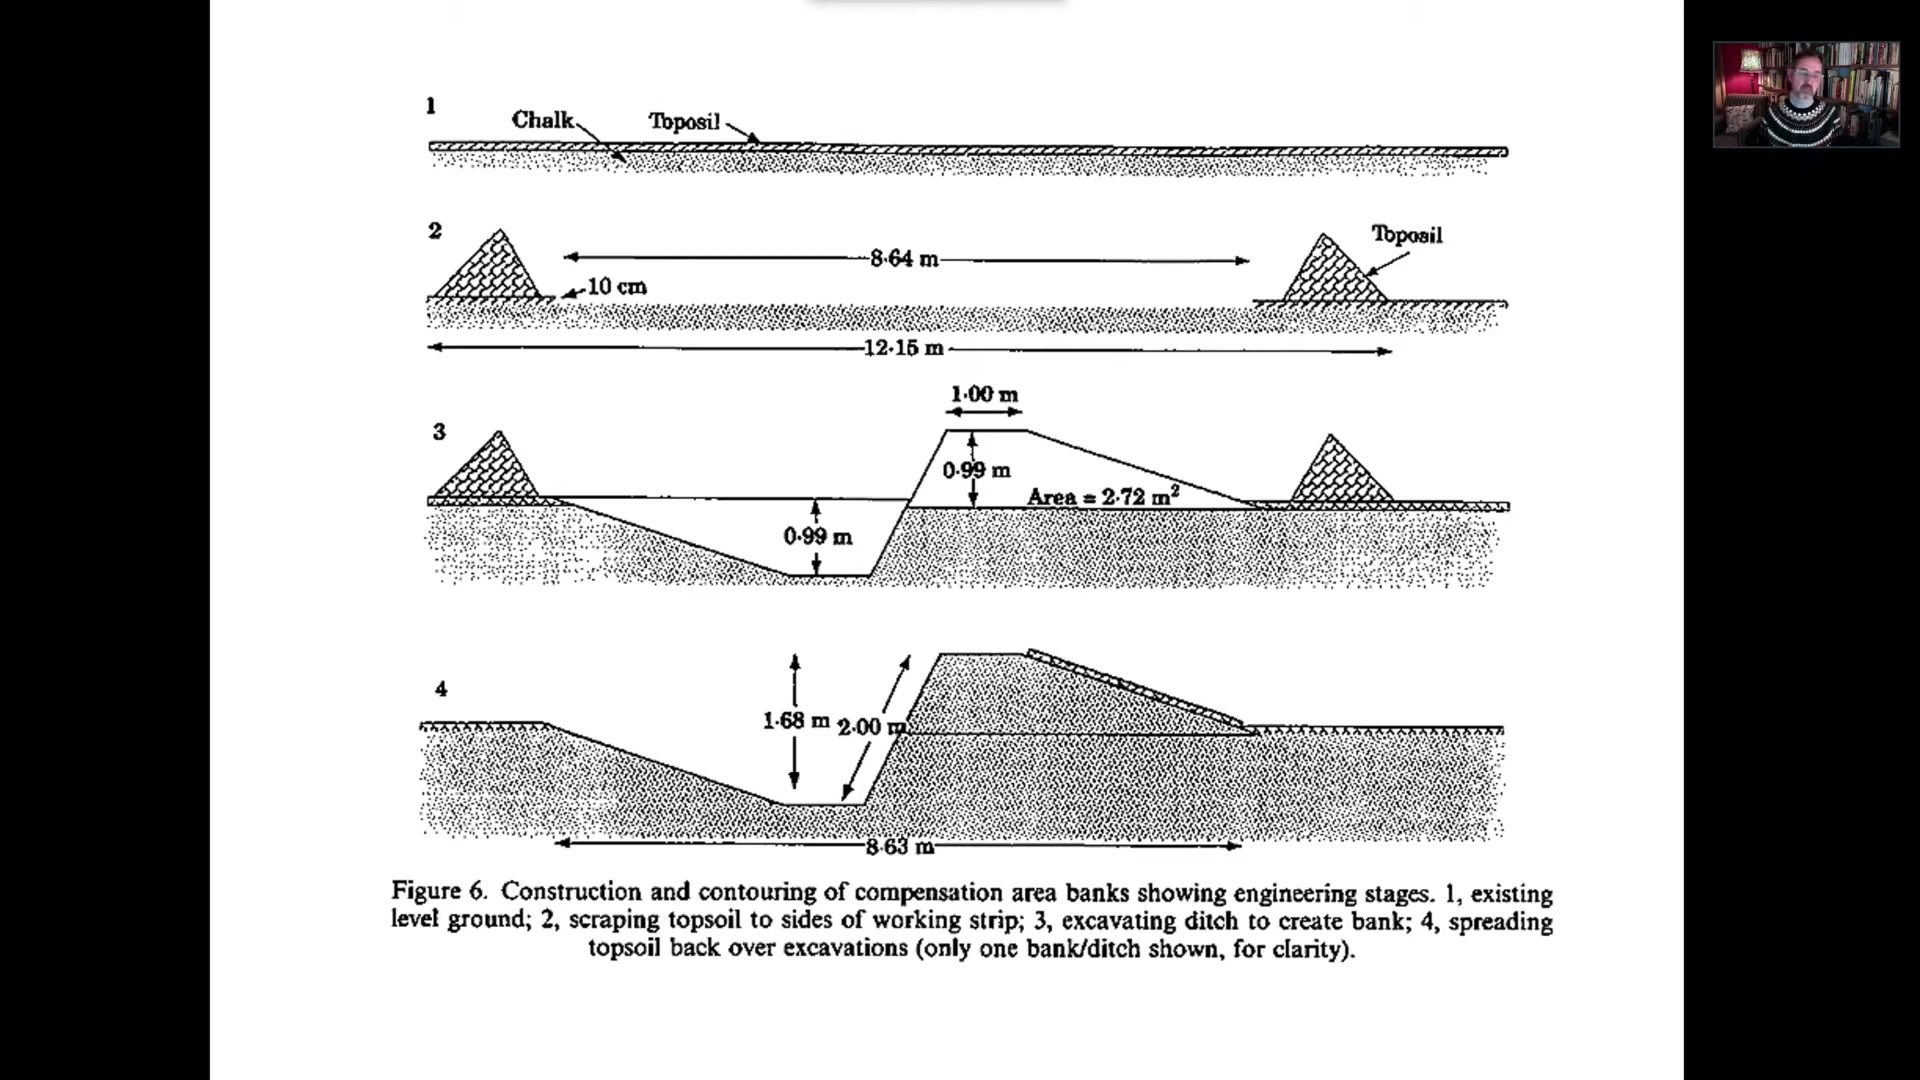 1
Chalk
Toposil
2
8·64 m
Toposil
10 cm
12·15 m
1·00 m
3
0·99 m
Area = 2·72 m²
0·99 m
4
1·68 m
2·00 m
8·63 m
Figure 6. Construction and contouring of compensation area banks showing engineering stages. 1, existing
level ground; 2, scraping topsoil to sides of working strip; 3, excavating ditch to create bank; 4, spreading
topsoil back over excavations (only one bank/ditch shown, for clarity).